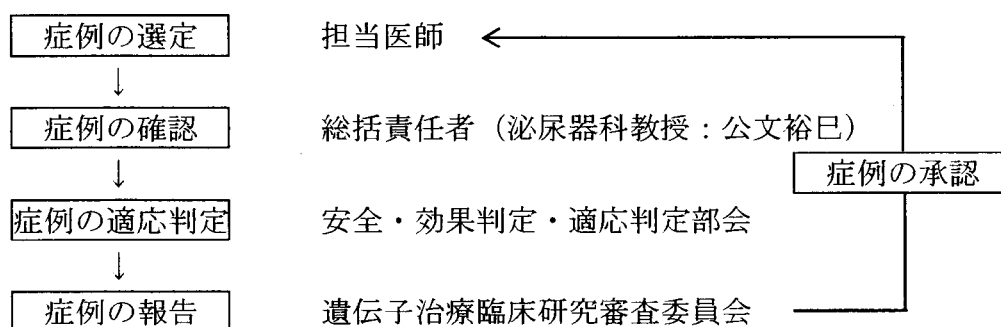 症例の選定 担当医師
↓
症例の確認 総括責任者（泌尿器科教授：公文裕巳）
症例の承認
↓
症例の適応判定 安全・効果判定・適応判定部会
↓
症例の報告 遺伝子治療臨床研究審査委員会